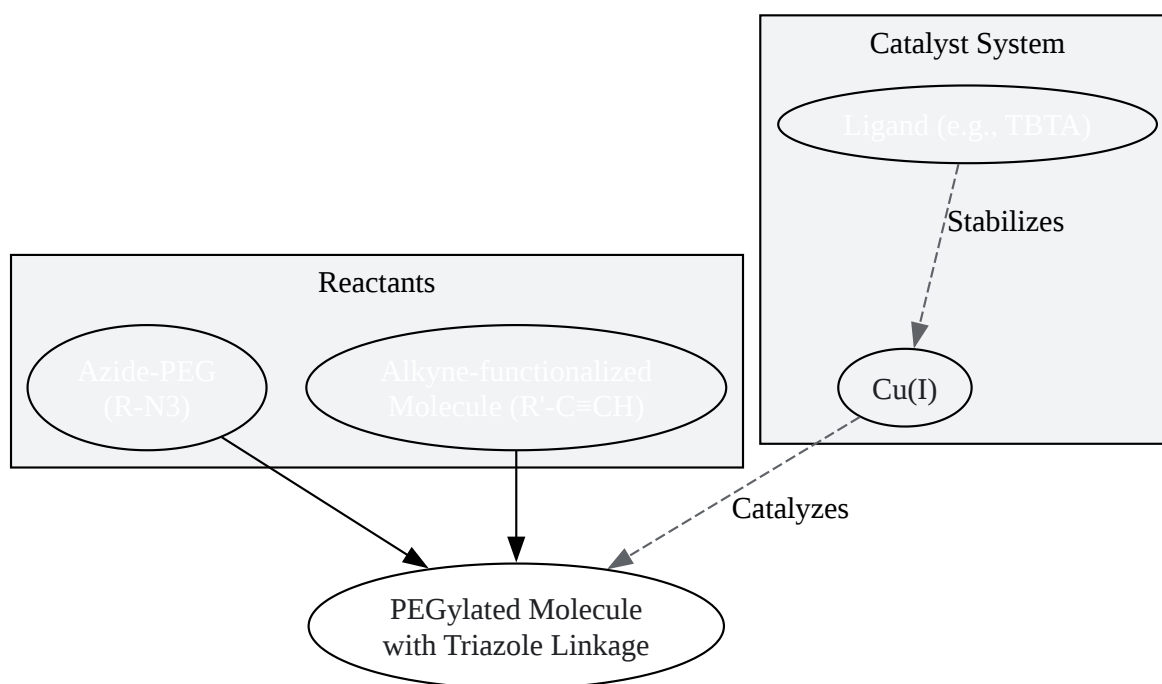 Catalyst System
Ligand (e.g., TBTA)
Stabilizes
Reactants
Azide-PEG
(R-N3)
Alkyne-functionalized
Molecule (R'-C≡CH)
Cu(I)
Catalyzes
PEGylated Molecule
with Triazole Linkage